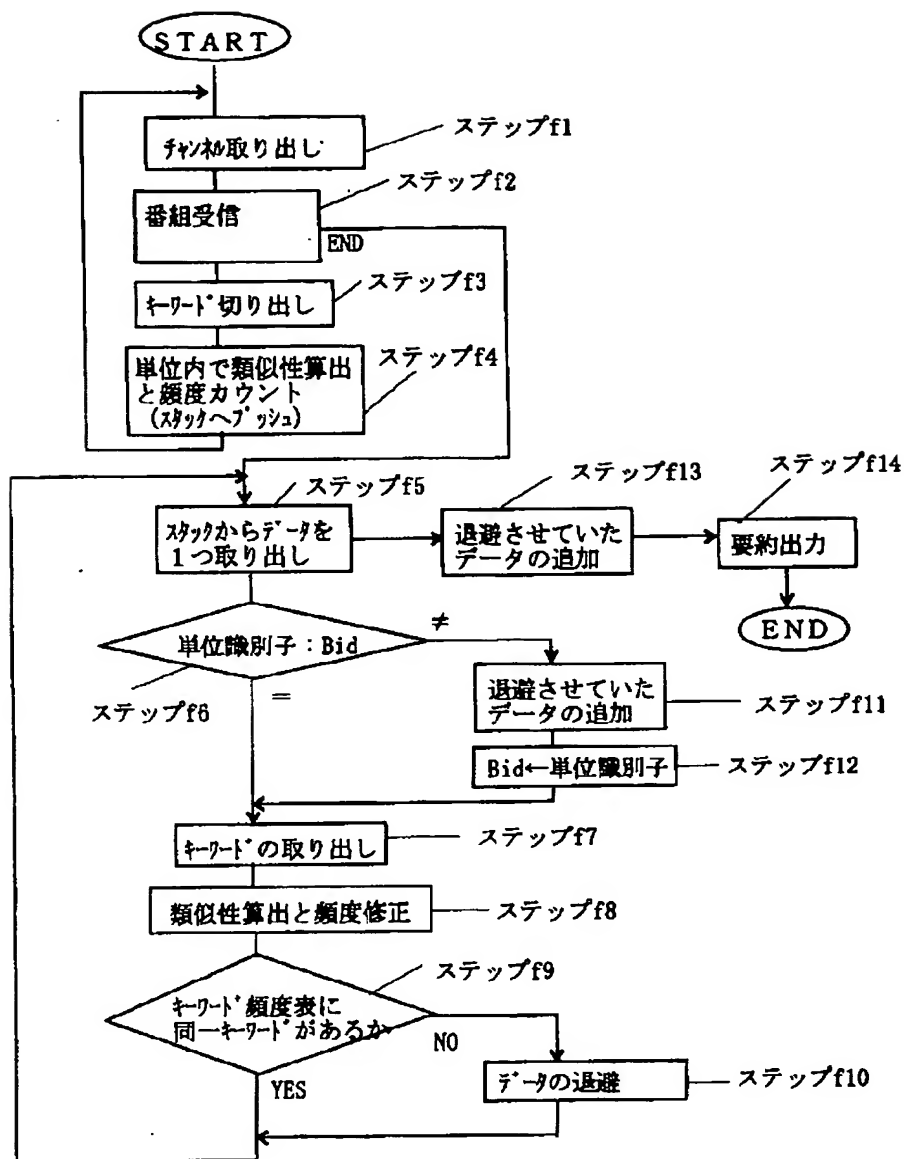 START
ステップf1
チャンネル取り出し
ステップf2
番組受信
END
ステップf3
キーワード切り出し
ステップf4
単位内で類似性算出
と頻度カウント
(スタックへプッシュ)
ステップf5
スタックからデータを
1つ取り出し
ステップf13
退避させていた
データの追加
ステップf14
要約出力
END
単位識別子:Bid
≠
=
ステップf6
退避させていた
データの追加
ステップf11
Bid←単位識別子
ステップf12
キーワードの取り出し
ステップf7
類似性算出と頻度修正
ステップf8
ステップf9
キーワード頻度表に
同一キーワードがあるか
NO
YES
データの退避
ステップf10